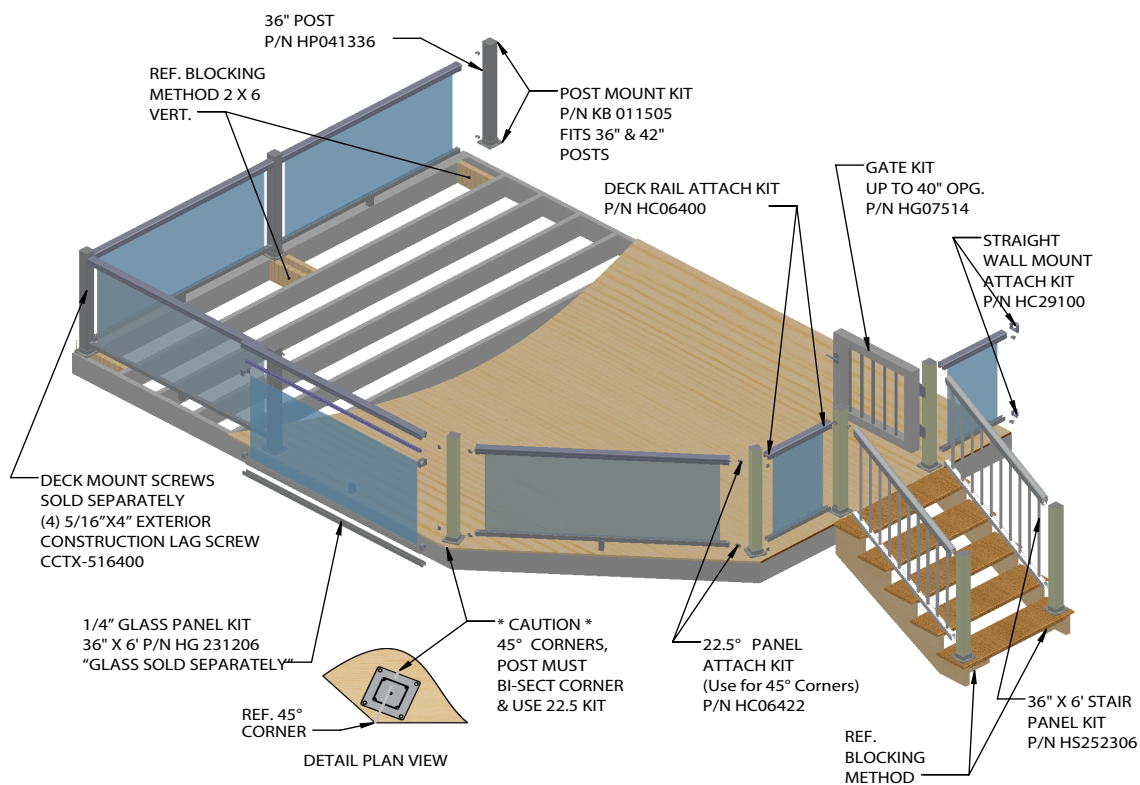 36" POST
P/N HP041336
REF. BLOCKING
METHOD 2 X 6
VERT.
POST MOUNT KIT
P/N KB 011505
FITS 36" & 42"
POSTS
DECK RAIL ATTACH KIT
P/N HC06400
GATE KIT
UP TO 40" OPG.
P/N HG07514
STRAIGHT
WALL MOUNT
ATTACH KIT
P/N HC29100
DECK MOUNT SCREWS
SOLD SEPARATELY
(4) 5/16”X4” EXTERIOR
CONSTRUCTION LAG SCREW
CCTX-516400
1/4” GLASS PANEL KIT
36" X 6' P/N HG 231206
“GLASS SOLD SEPARATELY”
* CAUTION *
45° CORNERS,
POST MUST
BI-SECT CORNER
& USE 22.5 KIT
22.5° PANEL
ATTACH KIT
(Use for 45° Corners)
P/N HC06422
36" X 6' STAIR
PANEL KIT
P/N HS252306
REF. 45°
CORNER
DETAIL PLAN VIEW
REF.
BLOCKING
METHOD